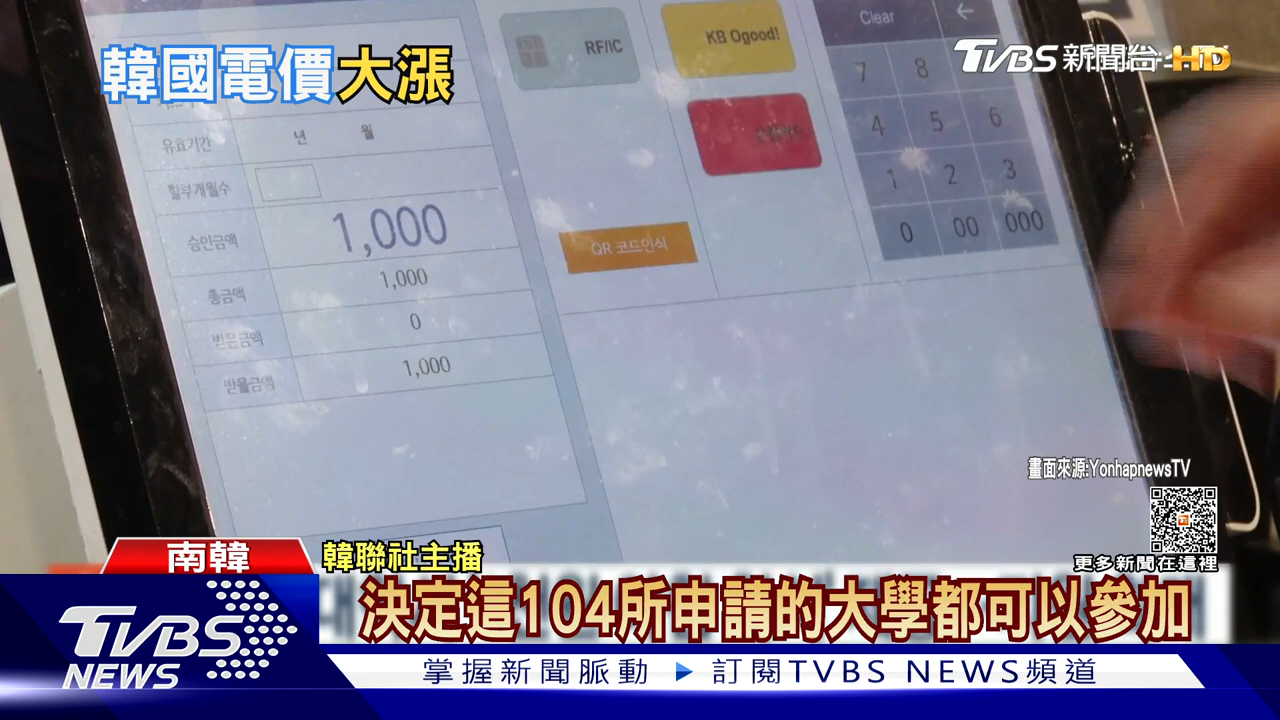 韓國電價大漲
TVBS新聞台 HD
Clear ←
RF/IC
KB Ogood!
7 8
4 5 6
1 2 3
0 00 000
유효기간 년 월
할부개월수
승인금액 1,000
총금액 1,000
받은금액 0
받을금액 1,000
QR 코드인식
畫面來源:YonhapnewsTV
更多新聞在這裡
南韓
韓聯社主播
決定這104所申請的大學都可以參加
TVBS NEWS
掌握新聞脈動 ▶ 訂閱TVBS NEWS頻道